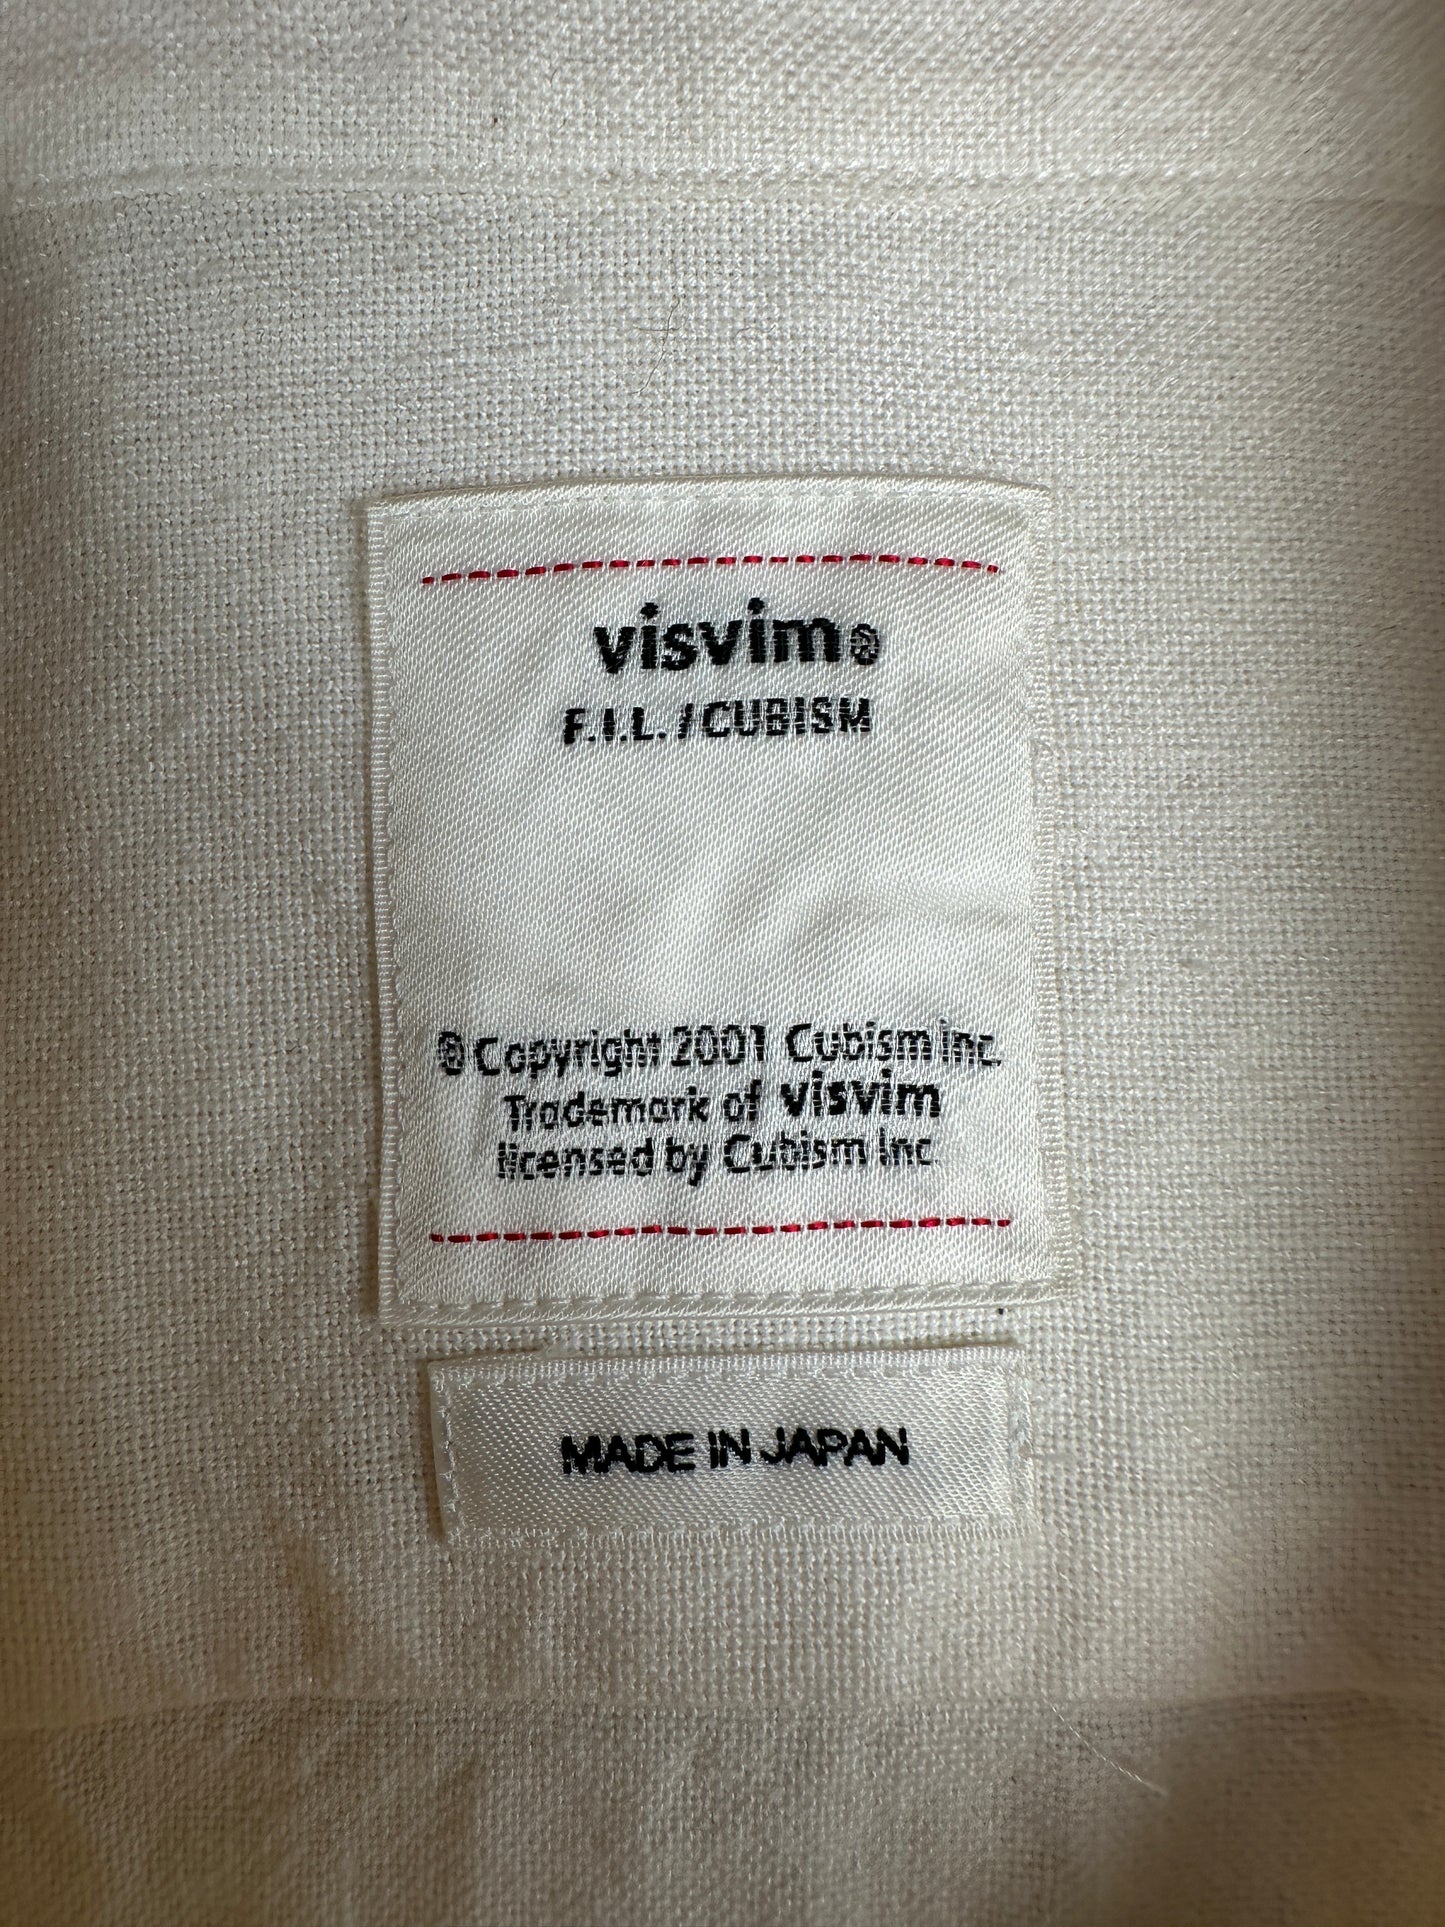 visvim®
F.I.L. / CUBISM
© Copyright 2001 Cubism Inc.
Trademark of visvim
licensed by Cubism Inc
MADE IN JAPAN